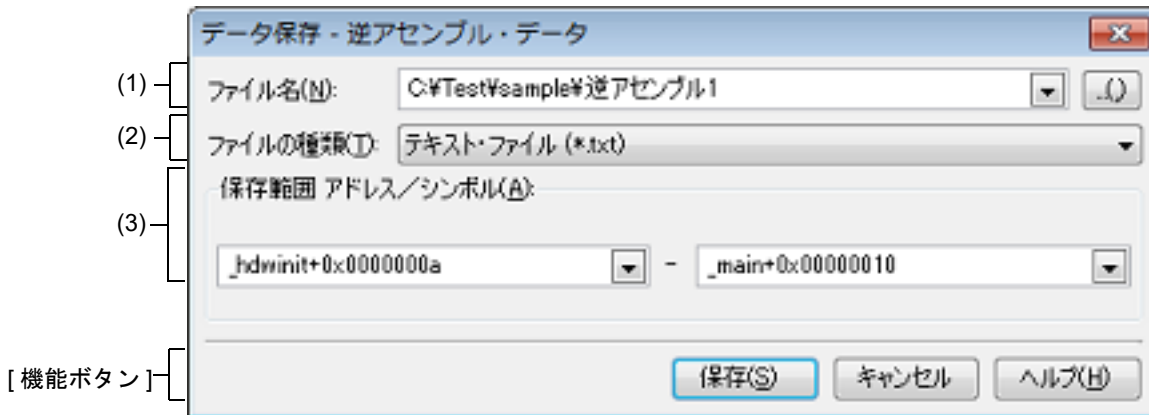 データ保存 - 逆アセンブル・データ
(1)
ファイル名(N): C:¥Test¥sample¥逆アセンブル1 ...()
(2)
ファイルの種類(T): テキスト・ファイル (*.txt)
(3)
保存範囲 アドレス／シンボル(A):
_hdwinit+0x0000000a - _main+0x00000010
[ 機能ボタン ]
保存(S) キャンセル ヘルプ(H)